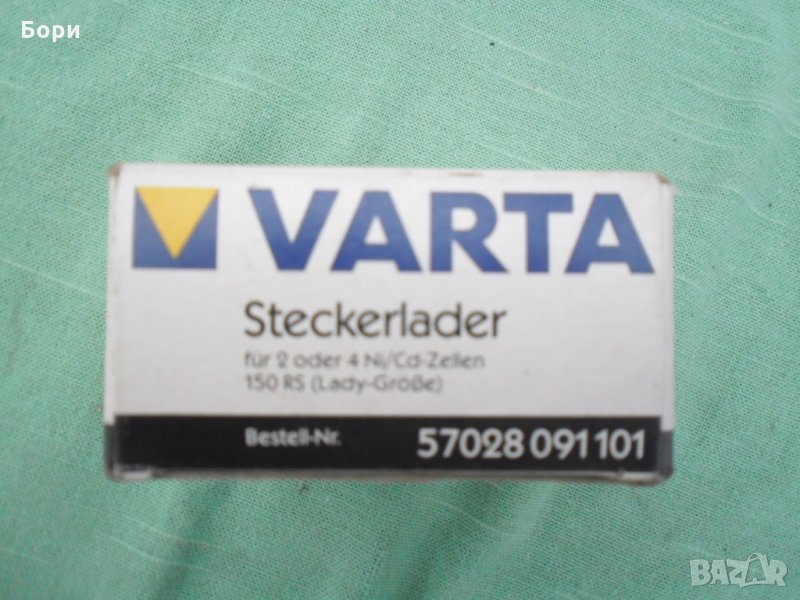 Бори
VARTA
Steckerlader
für 2 oder 4 Ni/Cd-Zellen
150 RS (Lady-Größe)
Bestell-Nr. 57028 091 101
BAZAR